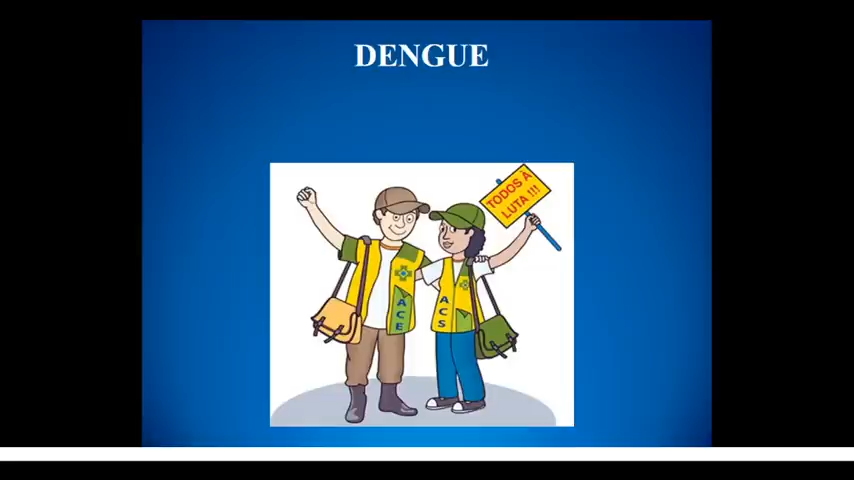 DENGUE
TODOS À
LUTA !!!
ACE
ACS